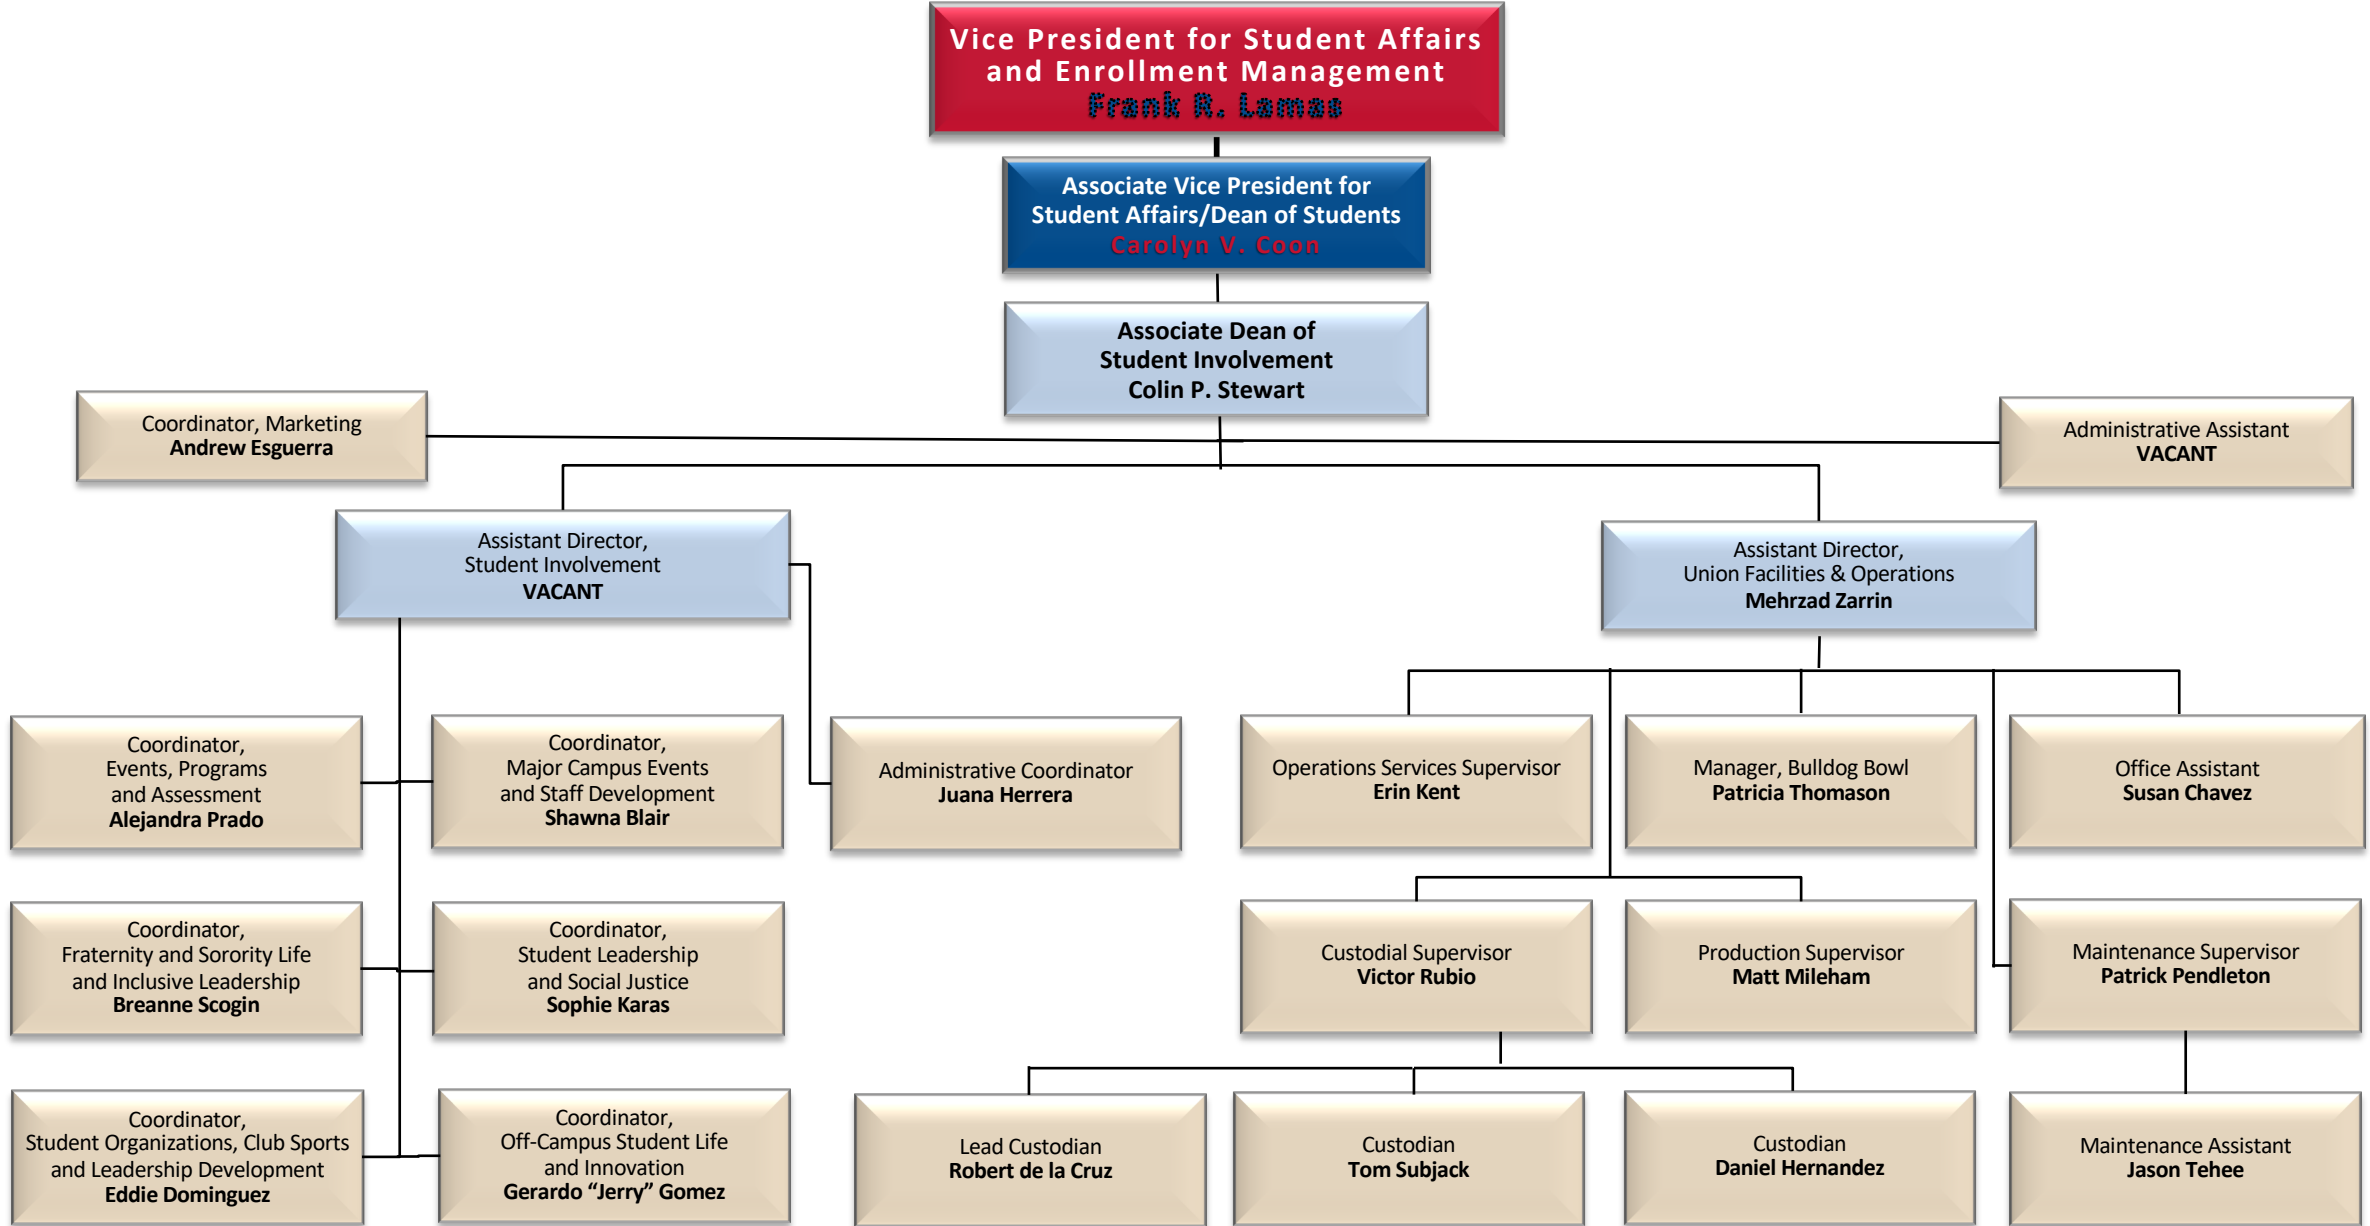 Vice President for Student Affairs
and Enrollment Management
Frank R. Lamas
Associate Vice President for
Student Affairs/Dean of Students
Carolyn V. Coon
Associate Dean of
Student Involvement
Colin P. Stewart
Coordinator, Marketing
Andrew Esguerra
Administrative Assistant
VACANT
Assistant Director,
Student Involvement
VACANT
Assistant Director,
Union Facilities & Operations
Mehrzad Zarrin
Coordinator,
Events, Programs
and Assessment
Alejandra Prado
Coordinator,
Major Campus Events
and Staff Development
Shawna Blair
Administrative Coordinator
Juana Herrera
Operations Services Supervisor
Erin Kent
Manager, Bulldog Bowl
Patricia Thomason
Office Assistant
Susan Chavez
Coordinator,
Fraternity and Sorority Life
and Inclusive Leadership
Breanne Scogin
Coordinator,
Student Leadership
and Social Justice
Sophie Karas
Custodial Supervisor
Victor Rubio
Production Supervisor
Matt Mileham
Maintenance Supervisor
Patrick Pendleton
Coordinator,
Student Organizations, Club Sports
and Leadership Development
Eddie Dominguez
Coordinator,
Off-Campus Student Life
and Innovation
Gerardo “Jerry” Gomez
Lead Custodian
Robert de la Cruz
Custodian
Tom Subjack
Custodian
Daniel Hernandez
Maintenance Assistant
Jason Tehee